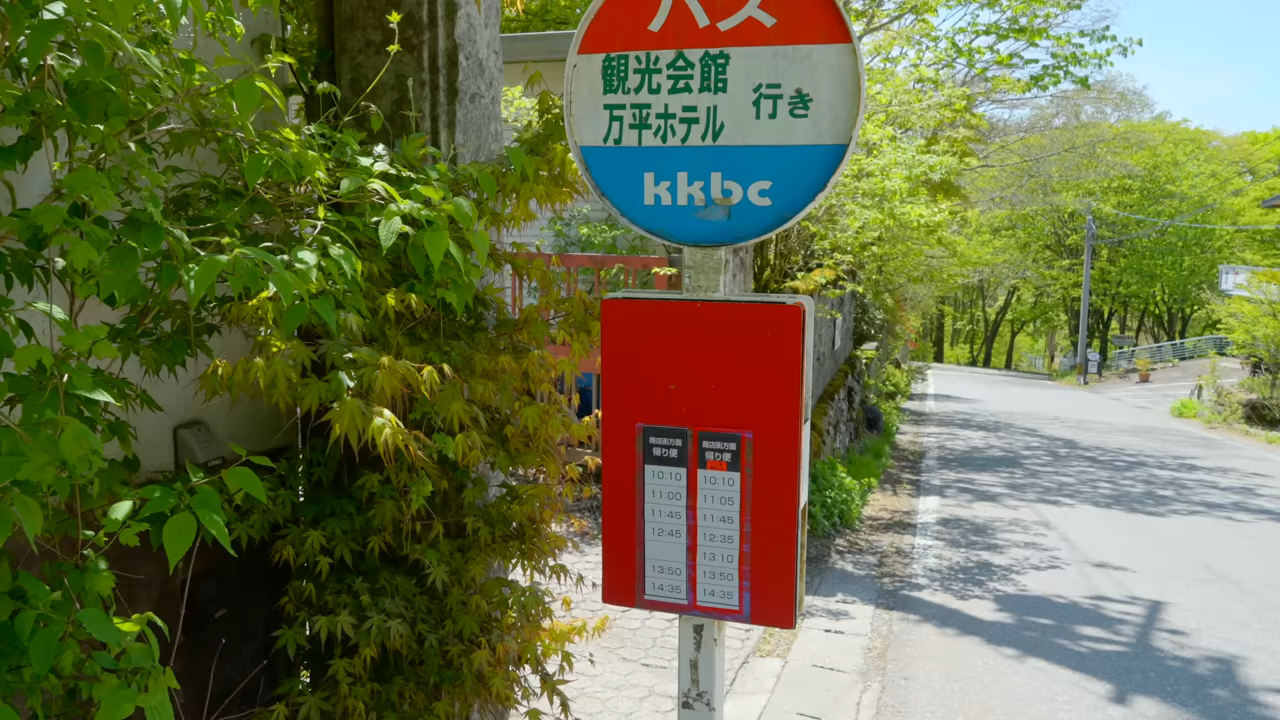 バス
観光会館
万平ホテル
行き
kkbc
商店街方面
帰り便
10:10
11:00
11:45
12:45
13:50
14:35
商店街方面
帰り便
10:10
11:05
11:45
12:35
13:10
13:50
14:35